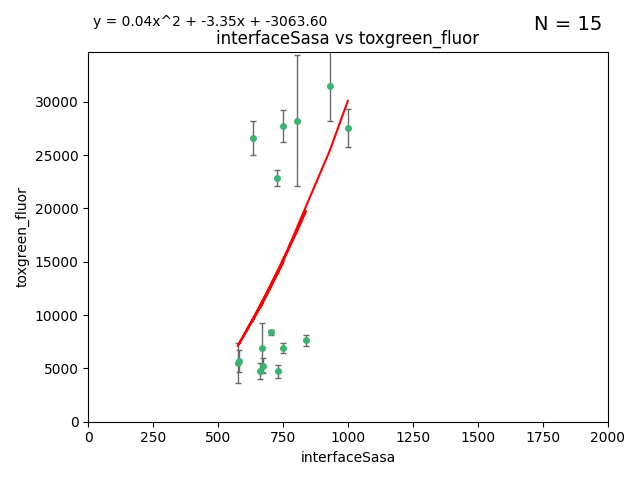 y = 0.04x^2 + -3.35x + -3063.60
N = 15
interfaceSasa vs toxgreen_fluor
toxgreen_fluor
30000
25000
20000
15000
10000
5000
0
0 250 500 750 1000 1250 1500 1750 2000
interfaceSasa